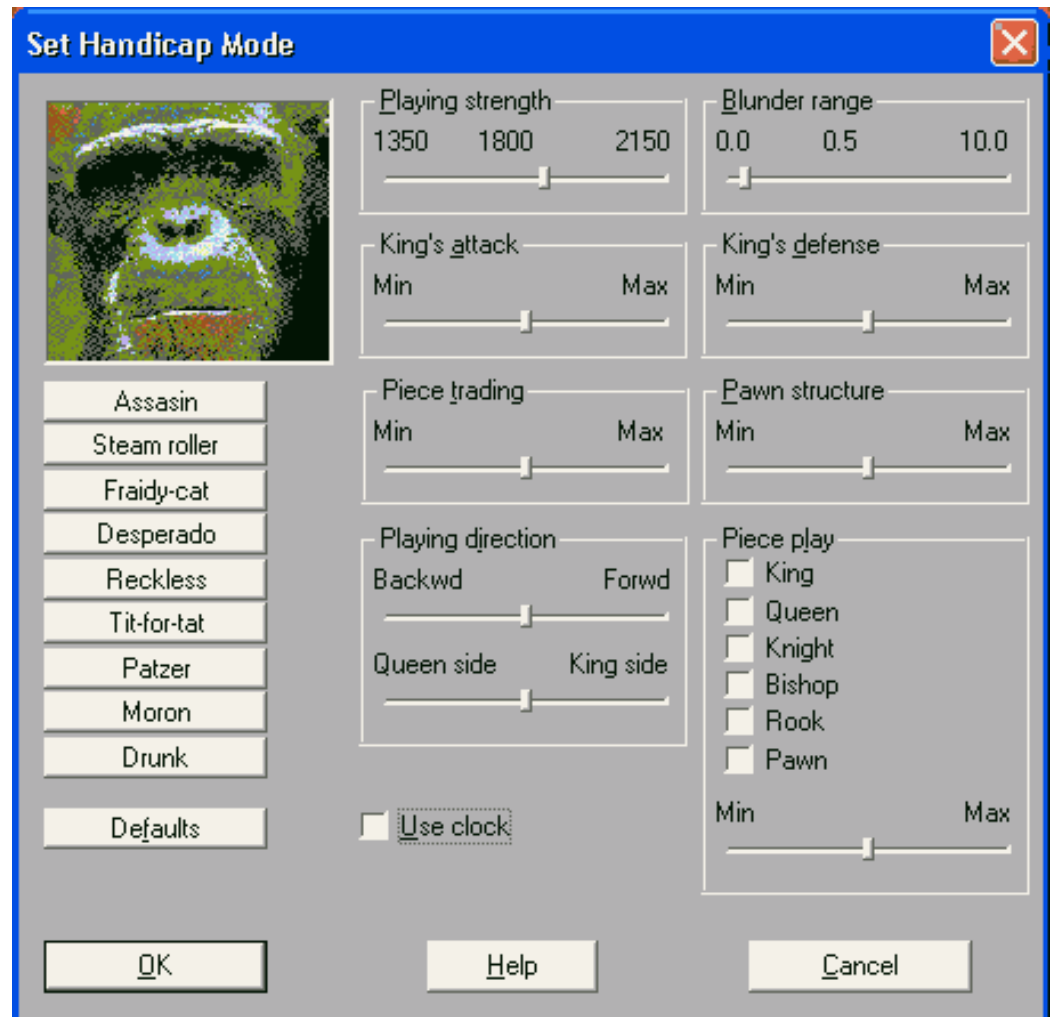 Set Handicap Mode
Playing strength
1350 1800 2150
Blunder range
0.0 0.5 10.0
King's attack
Min Max
King's defense
Min Max
Piece trading
Min Max
Pawn structure
Min Max
Playing direction
Backwd Forwd
Queen side King side
Piece play
King
Queen
Knight
Bishop
Rook
Pawn
Min Max
Assasin
Steam roller
Fraidy-cat
Desperado
Reckless
Tit-for-tat
Patzer
Moron
Drunk
Defaults
Use clock
OK
Help
Cancel